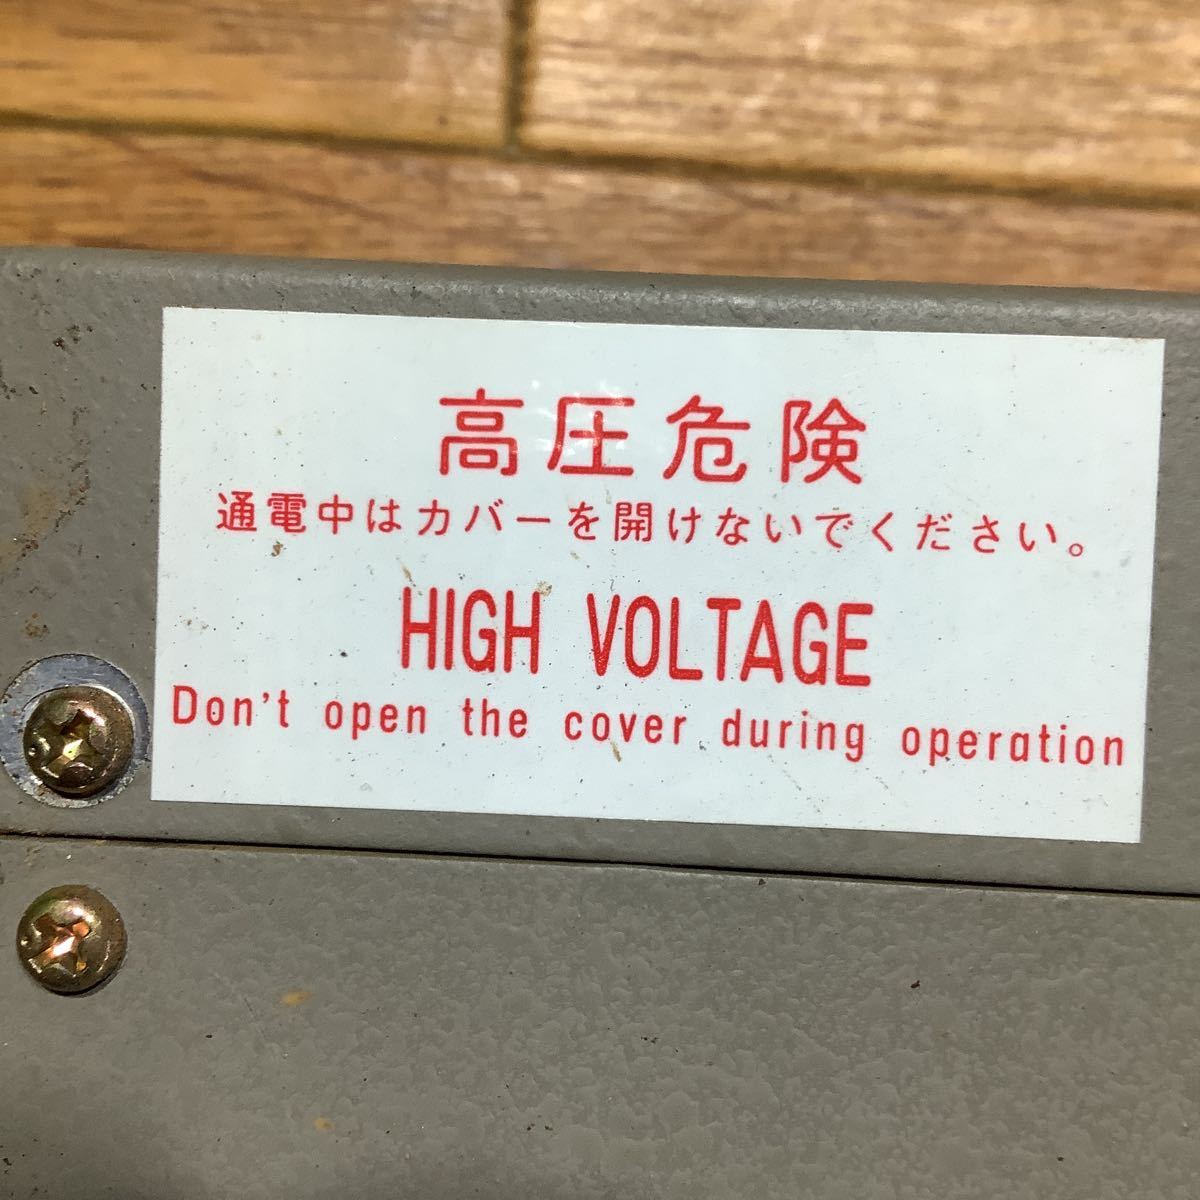 高圧危険
通電中はカバーを開けないでください。
HIGH VOLTAGE
Don't open the cover during operation